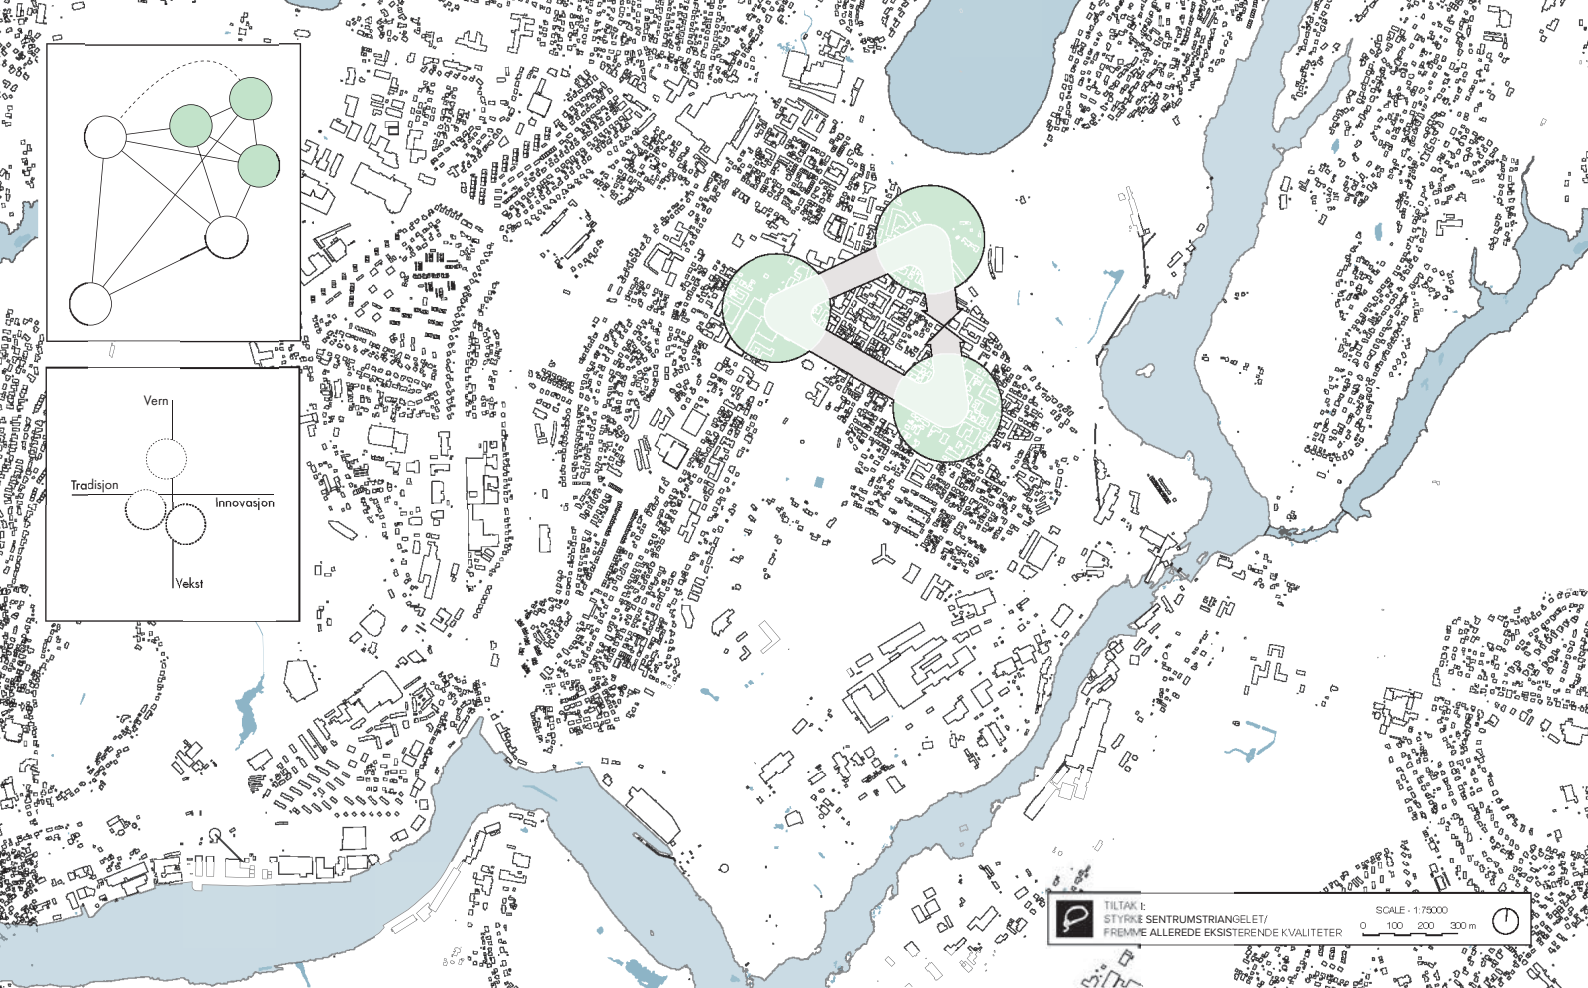 Vern
Tradisjon
Innovasjon
Vekst
TILTAK 1:
STYRKE SENTRUMSTRIANGELET/
FREMME ALLEREDE EKSISTERENDE KVALITETER
SCALE - 1:75000
0 100 200 300 m